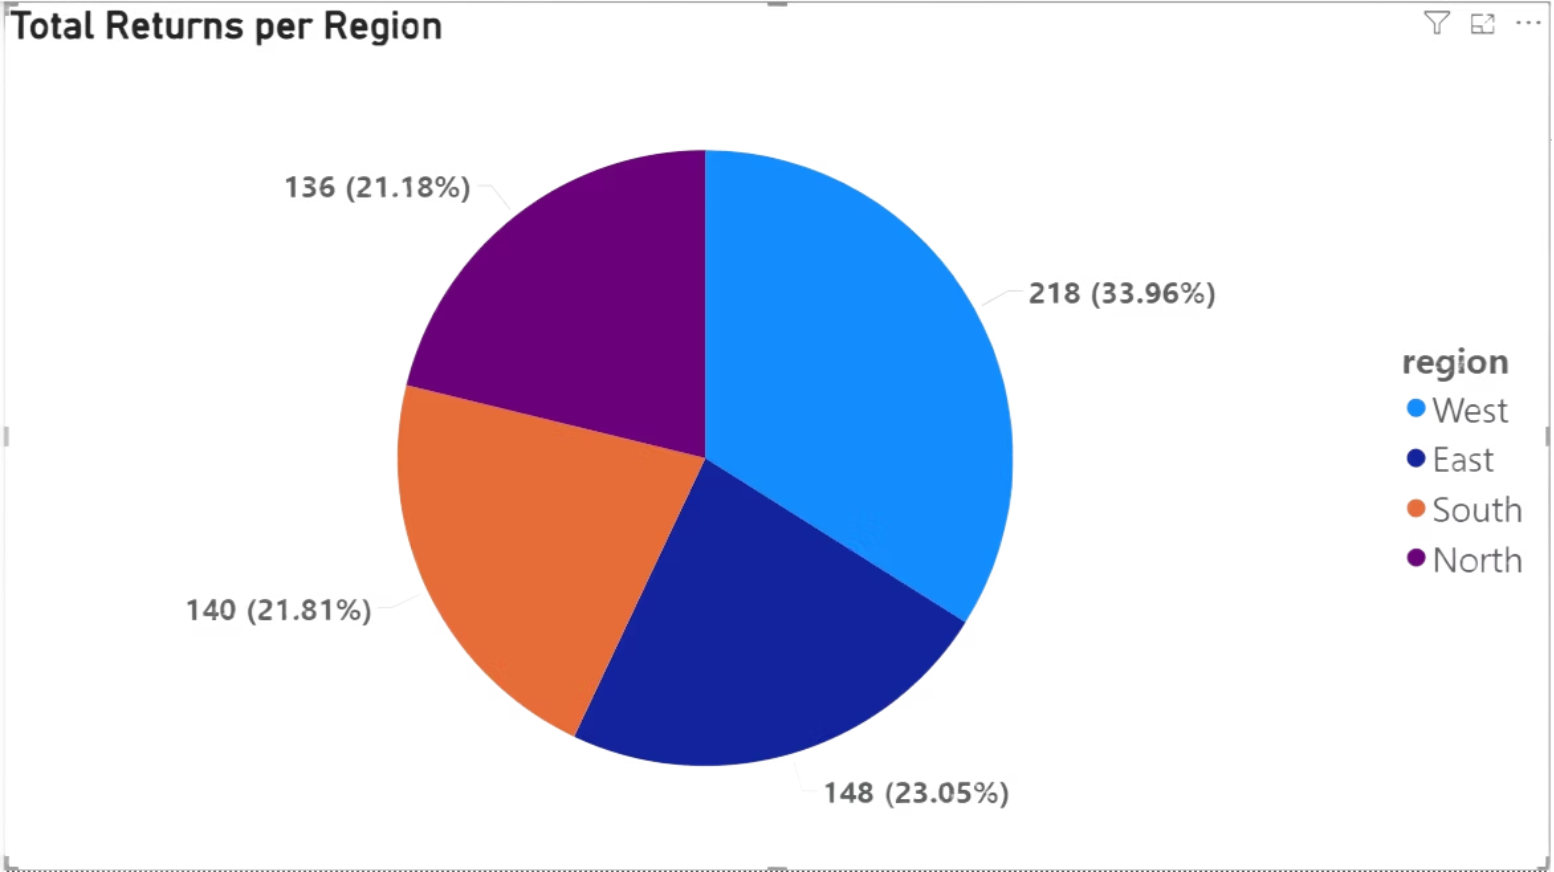 Total Returns per Region
136 (21.18%)
218 (33.96%)
140 (21.81%)
148 (23.05%)
region
West
East
South
North